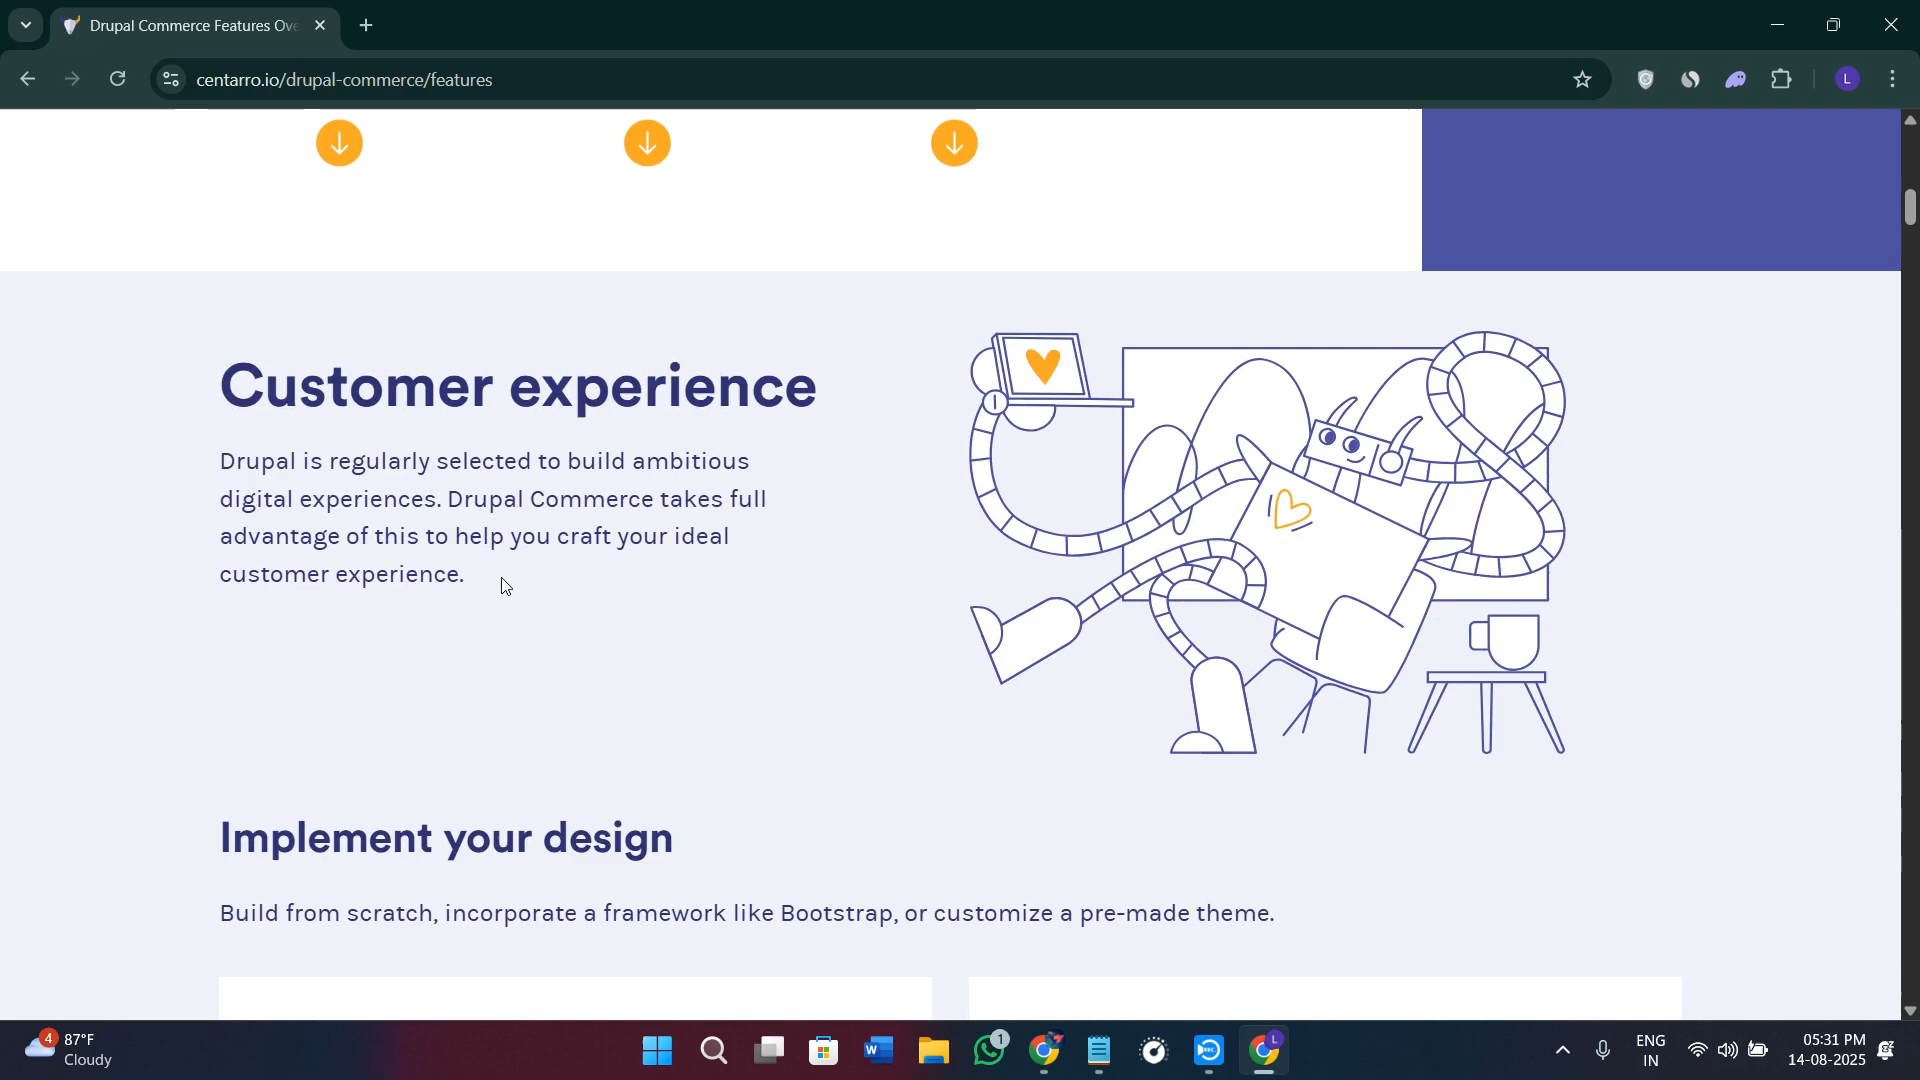 Drupal Commerce Features Ove
centarro.io/drupal-commerce/features
L
Customer experience
Drupal is regularly selected to build ambitious
digital experiences. Drupal Commerce takes full
advantage of this to help you craft your ideal
customer experience.
Implement your design
Build from scratch, incorporate a framework like Bootstrap, or customize a pre-made theme.
4
87°F
Cloudy
W
1
L
ENG
IN
05:31 PM
14-08-2025